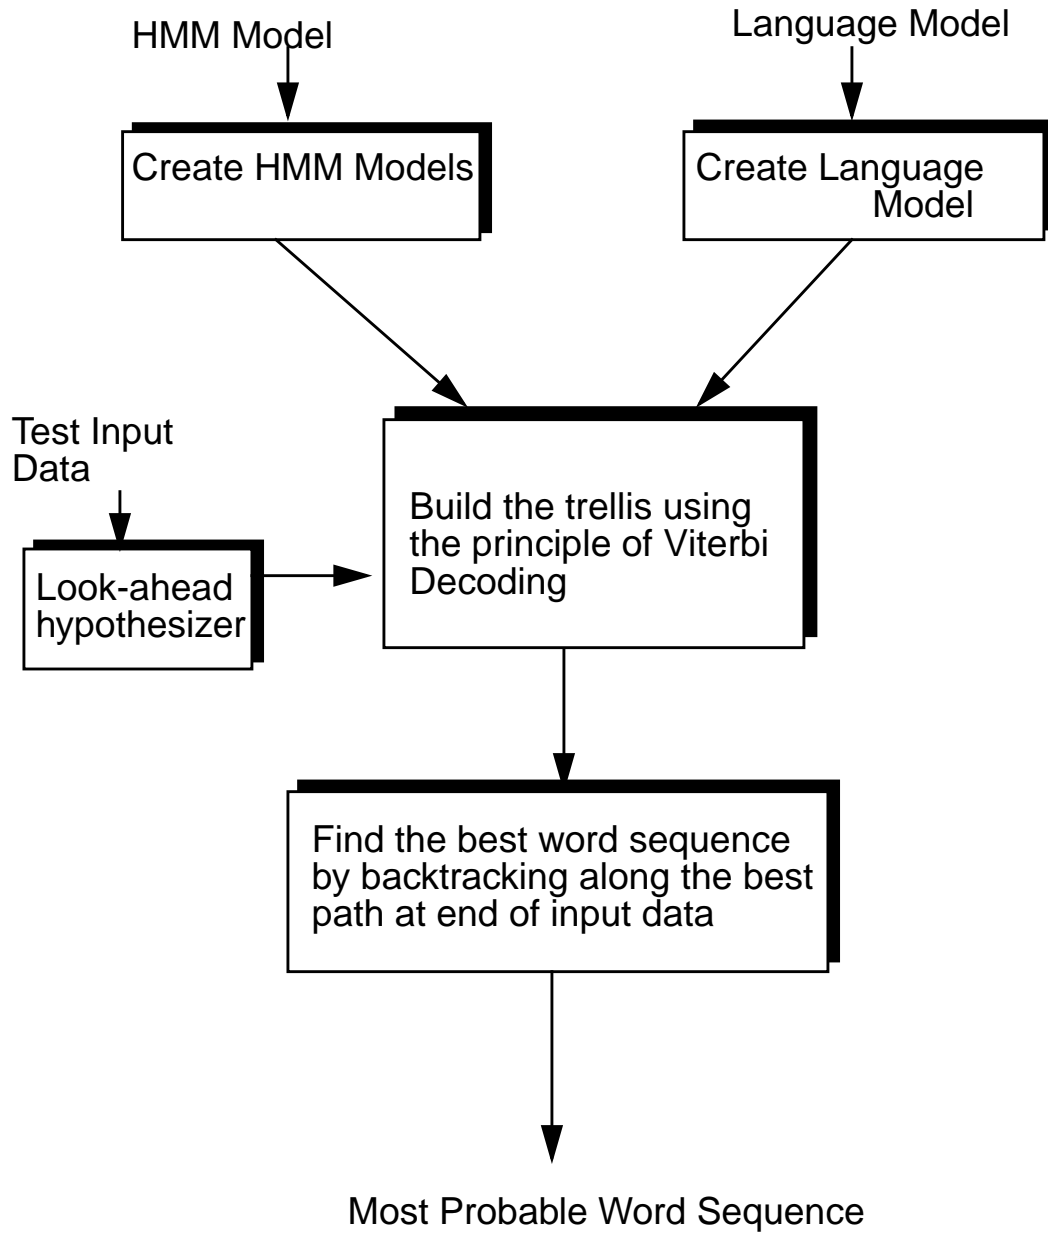 HMM Model
Language Model
Create HMM Models
Create Language
Model
Test Input
Data
Look-ahead
hypothesizer
Build the trellis using
the principle of Viterbi
Decoding
Find the best word sequence
by backtracking along the best
path at end of input data
Most Probable Word Sequence